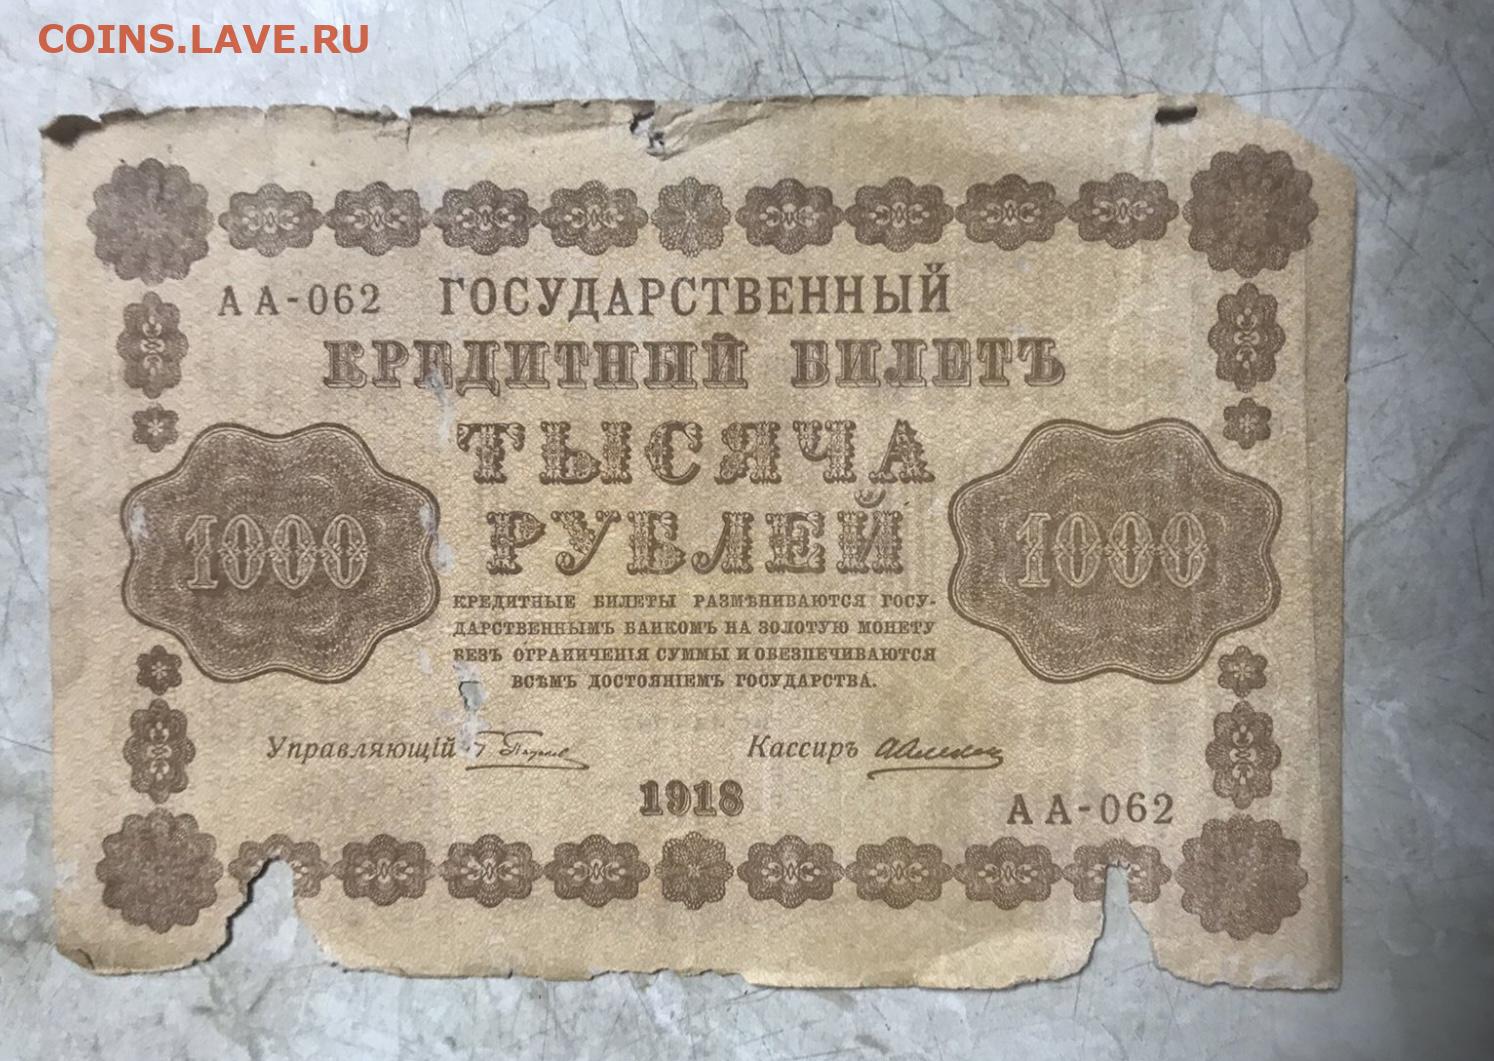 COINS.LAVE.RU
АА-062 ГОСУДАРСТВЕННЫЙ
КРЕДИТНЫЙ БИЛЕТЪ
ТЫСЯЧА
РУБЛЕЙ
1000
1000
КРЕДИТНЫЕ БИЛЕТЫ РАЗМѢНИВАЮТСЯ ГОСУ-
ДАРСТВЕННЫМЪ БАНКОМЪ НА ЗОЛОТУЮ МОНЕТУ
БЕЗЪ ОГРАНИЧЕНІЯ СУММЫ И ОБЕЗПЕЧИВАЮТСЯ
ВСѢМЪ ДОСТОЯНІЕМЪ ГОСУДАРСТВА.
Управляющій
Кассиръ
1918
АА-062